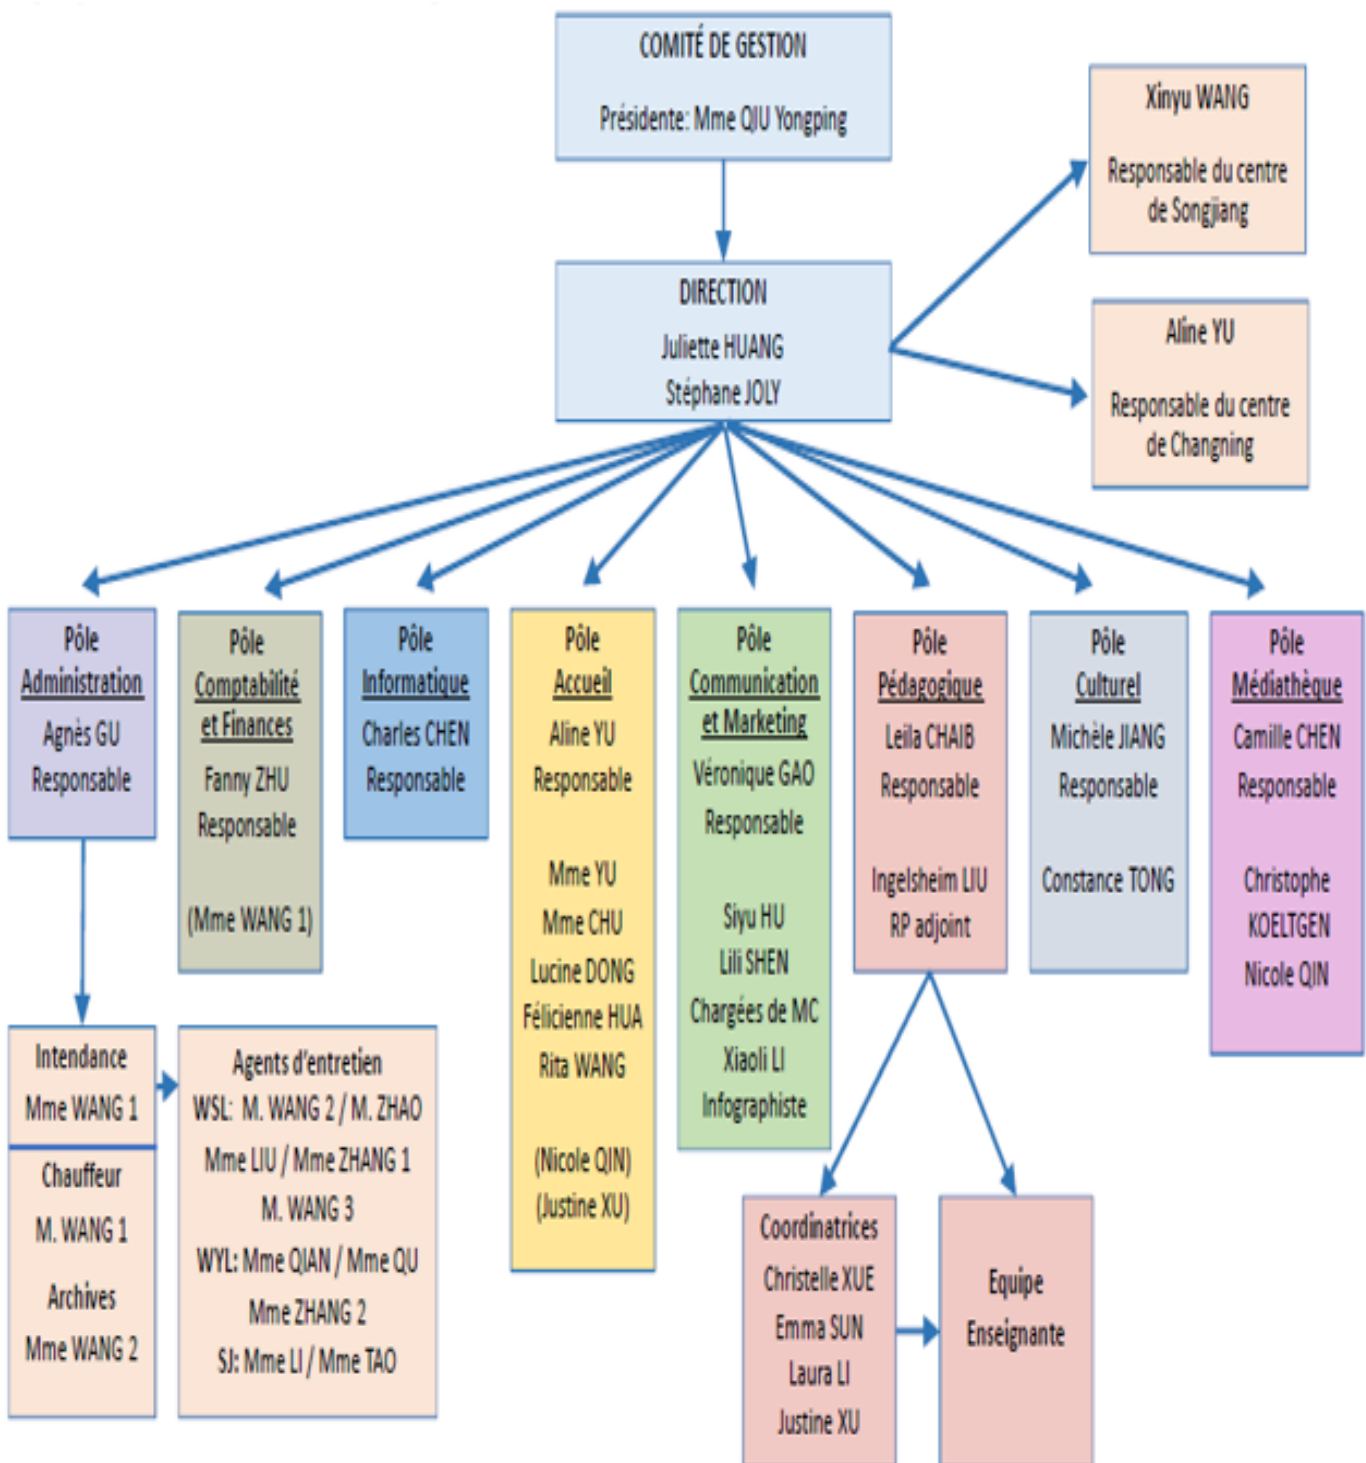 COMITÉ DE GESTION
Présidente: Mme QIU Yongping
Xinyu WANG
Responsable du centre
de Songjiang
DIRECTION
Juliette HUANG
Stéphane JOLY
Aline YU
Responsable du centre
de Changning
Pôle
Administration
Agnès GU
Responsable
Pôle
Comptabilité
et Finances
Fanny ZHU
Responsable
(Mme WANG 1)
Pôle
Informatique
Charles CHEN
Responsable
Pôle
Accueil
Aline YU
Responsable
Mme YU
Mme CHU
Lucine DONG
Félicienne HUA
Rita WANG
(Nicole QIN)
(Justine XU)
Pôle
Communication
et Marketing
Véronique GAO
Responsable
Siyu HU
Lili SHEN
Chargées de MC
Xiaoli LI
Infographiste
Pôle
Pédagogique
Leila CHAIB
Responsable
Ingelsheim LIU
RP adjoint
Pôle
Culturel
Michèle JIANG
Responsable
Constance TONG
Pôle
Médiathèque
Camille CHEN
Responsable
Christophe
KOELTGEN
Nicole QIN
Intendance
Mme WANG 1
Chauffeur
M. WANG 1
Archives
Mme WANG 2
Agents d'entretien
WSL: M. WANG 2 / M. ZHAO
Mme LIU / Mme ZHANG 1
M. WANG 3
WYL: Mme QIAN / Mme QU
Mme ZHANG 2
SJ: Mme LI / Mme TAO
Coordinatrices
Christelle XUE
Emma SUN
Laura LI
Justine XU
Equipe
Enseignante